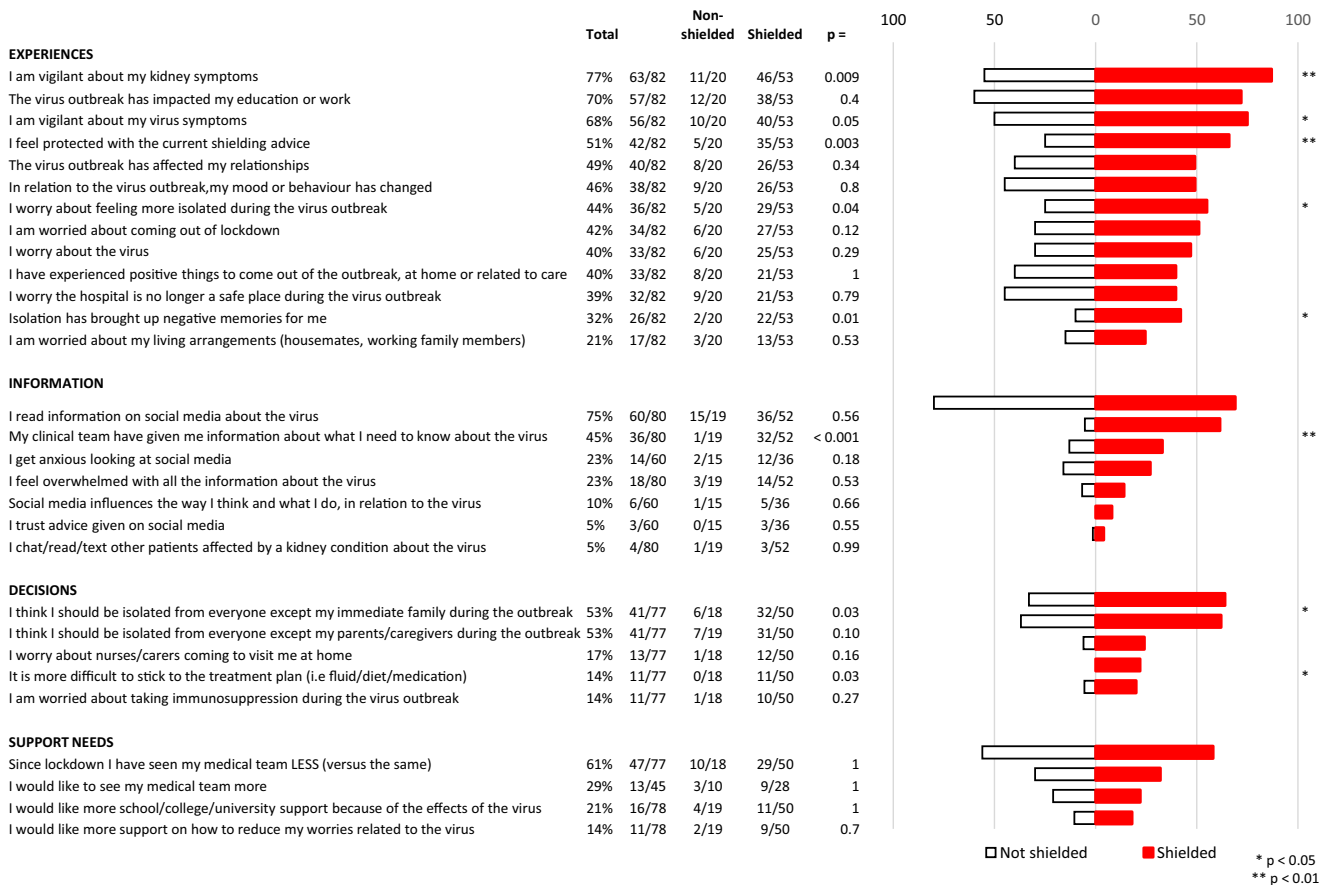 Total Non-shielded Shielded p = 100 50 0 50 100
EXPERIENCES
I am vigilant about my kidney symptoms 77% 63/82 11/20 46/53 0.009 **
The virus outbreak has impacted my education or work 70% 57/82 12/20 38/53 0.4
I am vigilant about my virus symptoms 68% 56/82 10/20 40/53 0.05 *
I feel protected with the current shielding advice 51% 42/82 5/20 35/53 0.003 **
The virus outbreak has affected my relationships 49% 40/82 8/20 26/53 0.34
In relation to the virus outbreak,my mood or behaviour has changed 46% 38/82 9/20 26/53 0.8
I worry about feeling more isolated during the virus outbreak 44% 36/82 5/20 29/53 0.04 *
I am worried about coming out of lockdown 42% 34/82 6/20 27/53 0.12
I worry about the virus 40% 33/82 6/20 25/53 0.29
I have experienced positive things to come out of the outbreak, at home or related to care 40% 33/82 8/20 21/53 1
I worry the hospital is no longer a safe place during the virus outbreak 39% 32/82 9/20 21/53 0.79
Isolation has brought up negative memories for me 32% 26/82 2/20 22/53 0.01 *
I am worried about my living arrangements (housemates, working family members) 21% 17/82 3/20 13/53 0.53
INFORMATION
I read information on social media about the virus 75% 60/80 15/19 36/52 0.56
My clinical team have given me information about what I need to know about the virus 45% 36/80 1/19 32/52 < 0.001 **
I get anxious looking at social media 23% 14/60 2/15 12/36 0.18
I feel overwhelmed with all the information about the virus 23% 18/80 3/19 14/52 0.53
Social media influences the way I think and what I do, in relation to the virus 10% 6/60 1/15 5/36 0.66
I trust advice given on social media 5% 3/60 0/15 3/36 0.55
I chat/read/text other patients affected by a kidney condition about the virus 5% 4/80 1/19 3/52 0.99
DECISIONS
I think I should be isolated from everyone except my immediate family during the outbreak 53% 41/77 6/18 32/50 0.03 *
I think I should be isolated from everyone except my parents/caregivers during the outbreak 53% 41/77 7/19 31/50 0.10
I worry about nurses/carers coming to visit me at home 17% 13/77 1/18 12/50 0.16
It is more difficult to stick to the treatment plan (i.e fluid/diet/medication) 14% 11/77 0/18 11/50 0.03 *
I am worried about taking immunosuppression during the virus outbreak 14% 11/77 1/18 10/50 0.27
SUPPORT NEEDS
Since lockdown I have seen my medical team LESS (versus the same) 61% 47/77 10/18 29/50 1
I would like to see my medical team more 29% 13/45 3/10 9/28 1
I would like more school/college/university support because of the effects of the virus 21% 16/78 4/19 11/50 1
I would like more support on how to reduce my worries related to the virus 14% 11/78 2/19 9/50 0.7
Not shielded Shielded
* p < 0.05
** p < 0.01